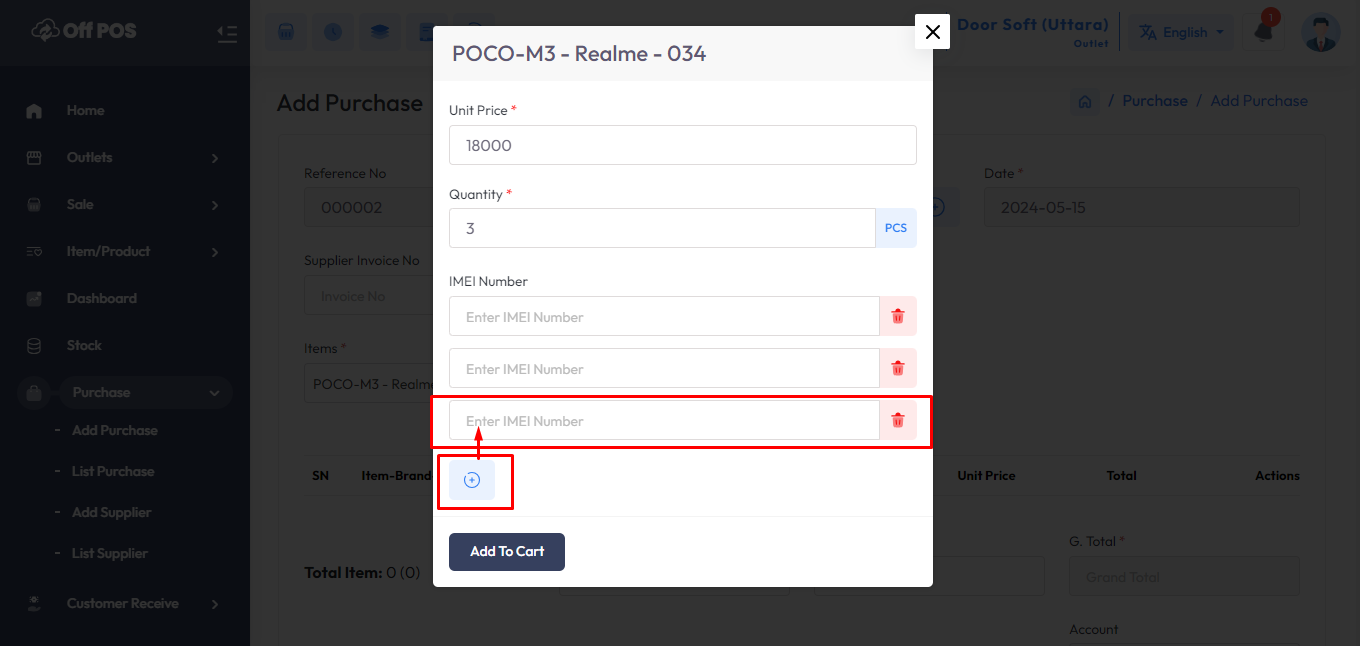 Off POS
Door Soft (Uttara)
Outlet
English
1
Home
Outlets
Sale
Item/Product
Dashboard
Stock
Purchase
- Add Purchase
- List Purchase
- Add Supplier
- List Supplier
Customer Receive
Add Purchase
/ Purchase / Add Purchase
Reference No
000002
Date *
2024-05-15
Supplier Invoice No
Invoice No
Items *
POCO-M3 - Realme
SN Item-Brand Unit Price Total Actions
Total Item: 0 (0)
G. Total *
Grand Total
Account
POCO-M3 - Realme - 034
Unit Price *
18000
Quantity *
3 PCS
IMEI Number
Enter IMEI Number
Enter IMEI Number
Enter IMEI Number
Add To Cart